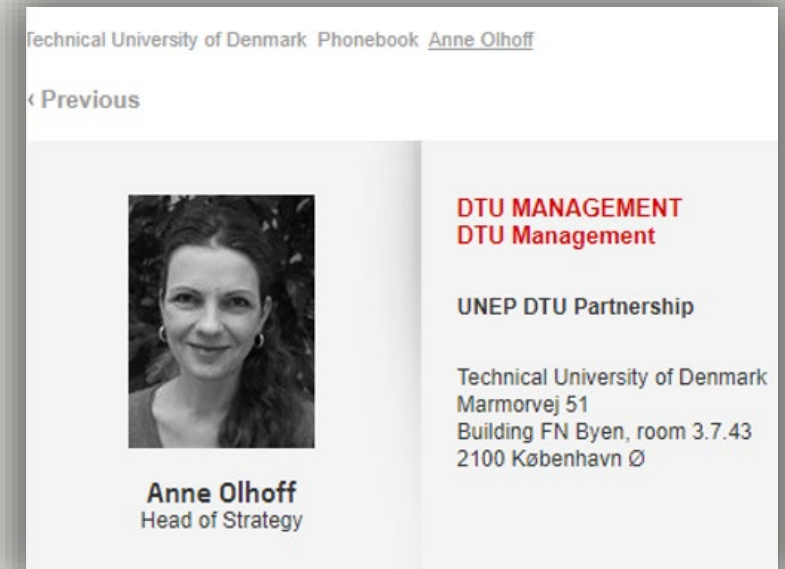 Technical University of Denmark Phonebook Anne Olhoff
‹ Previous
Anne Olhoff
Head of Strategy
DTU MANAGEMENT
DTU Management
UNEP DTU Partnership
Technical University of Denmark
Marmorvej 51
Building FN Byen, room 3.7.43
2100 København Ø